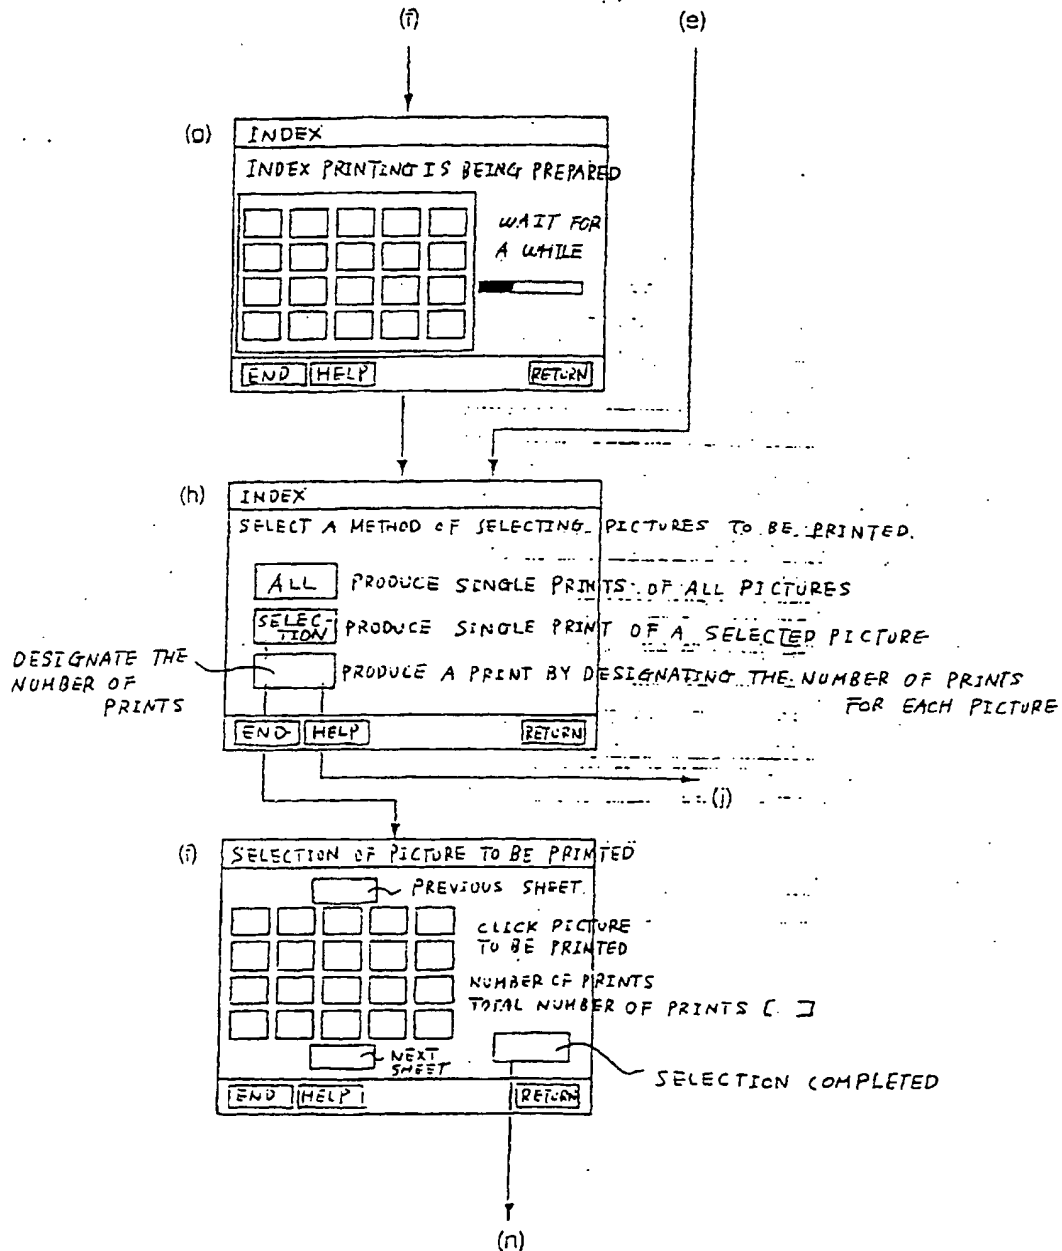 (f)
(e)
(g)
INDEX
INDEX PRINTING IS BEING PREPARED
WAIT FOR
A WHILE
END HELP RETURN
(h)
INDEX
SELECT A METHOD OF SELECTING PICTURES TO BE PRINTED.
ALL PRODUCE SINGLE PRINTS OF ALL PICTURES
SELEC-
TION PRODUCE SINGLE PRINT OF A SELECTED PICTURE
DESIGNATE THE
NUMBER OF
PRINTS
PRODUCE A PRINT BY DESIGNATING THE NUMBER OF PRINTS
FOR EACH PICTURE
END HELP RETURN
(j)
(i)
SELECTION OF PICTURE TO BE PRINTED
PREVIOUS SHEET
CLICK PICTURE
TO BE PRINTED
NUMBER OF PRINTS
TOTAL NUMBER OF PRINTS [ ]
NEXT
SHEET
SELECTION COMPLETED
END HELP RETURN
(n)